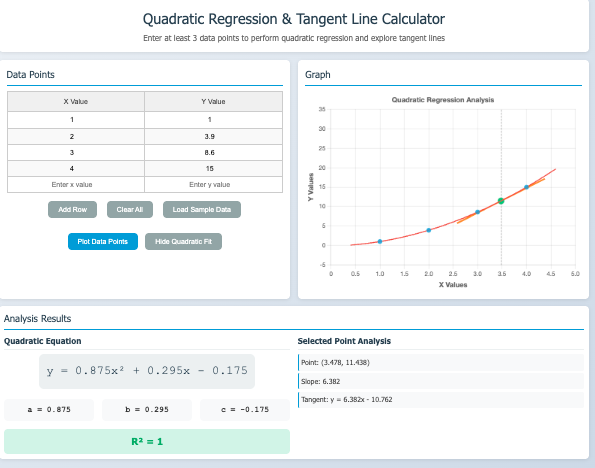 Quadratic Regression & Tangent Line Calculator
Enter at least 3 data points to perform quadratic regression and explore tangent lines
Data Points
X Value Y Value
1 1
2 3.9
3 8.6
4 15
Enter x value Enter y value
Add Row Clear All Load Sample Data
Plot Data Points Hide Quadratic Fit
Graph
Quadratic Regression Analysis
Y Values
35
30
25
20
15
10
5
0
-5
0 0.5 1.0 1.5 2.0 2.5 3.0 3.5 4.0 4.5 5.0
X Values
Analysis Results
Quadratic Equation
y = 0.875x² + 0.295x - 0.175
a = 0.875 b = 0.295 c = -0.175
R² = 1
Selected Point Analysis
Point: (3.478, 11.438)
Slope: 6.382
Tangent: y = 6.382x - 10.762